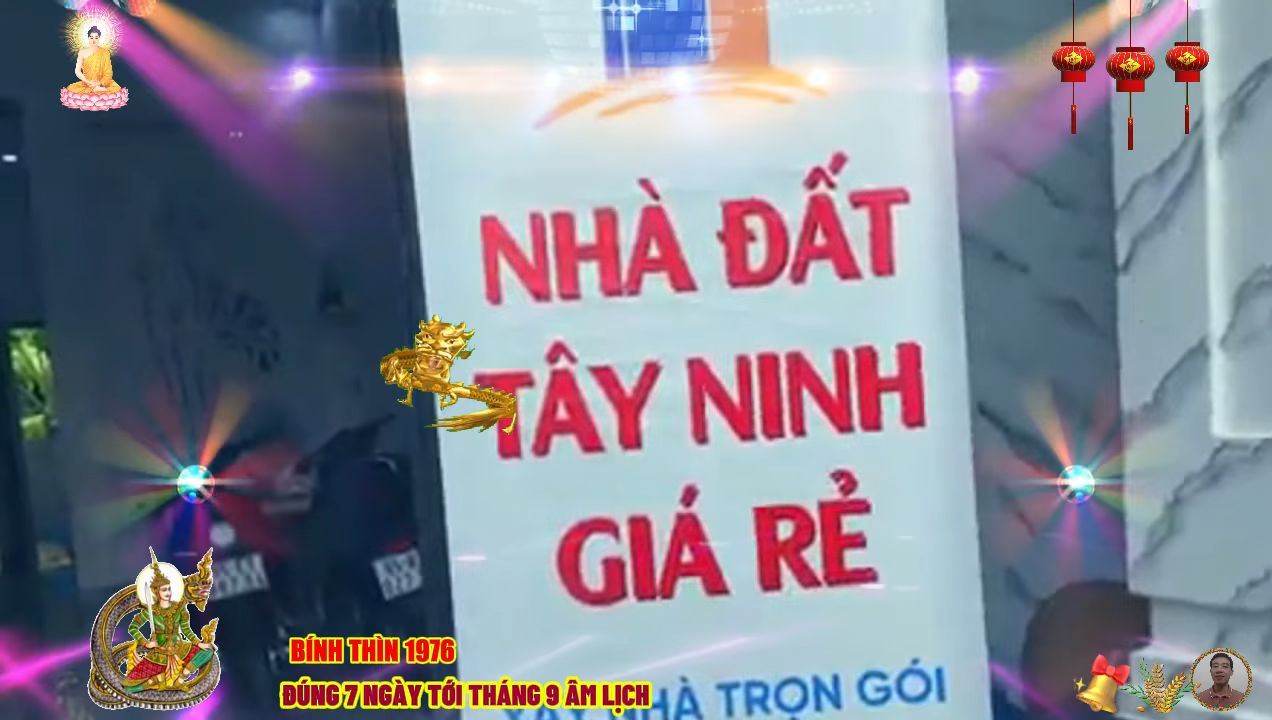 NHÀ ĐẤT
TÂY NINH
GIÁ RẺ
NHÀ TRỌN GÓI
BÍNH THÌN 1976
ĐÚNG 7 NGÀY TỚI THÁNG 9 ÂM LỊCH